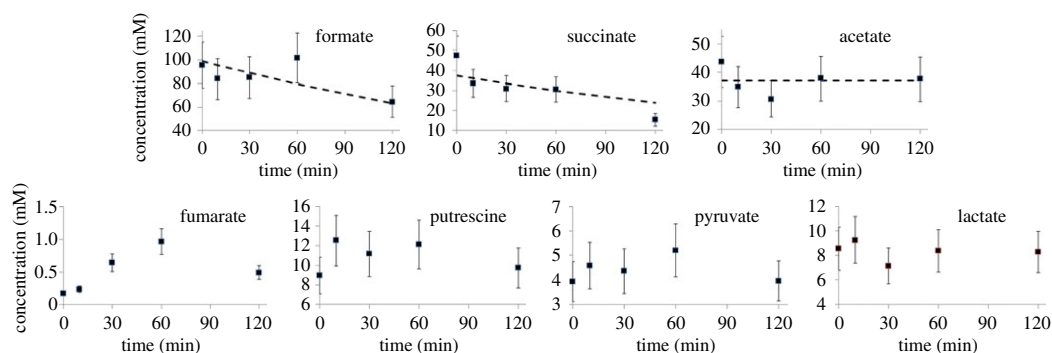 formate
succinate
acetate
concentration (mM)
120
100
80
60
40
0 30 60 90 120
time (min)
60
50
40
30
20
10
0 30 60 90 120
time (min)
50
40
30
20
0 30 60 90 120
time (min)
fumarate
putrescine
pyruvate
lactate
concentration (mM)
1.5
1.0
0.5
0
0 30 60 90 120
time (min)
16
14
12
10
8
6
0 30 60 90 120
time (min)
7
6
5
4
3
2
0 30 60 90 120
time (min)
12
10
8
6
4
0 30 60 90 120
time (min)